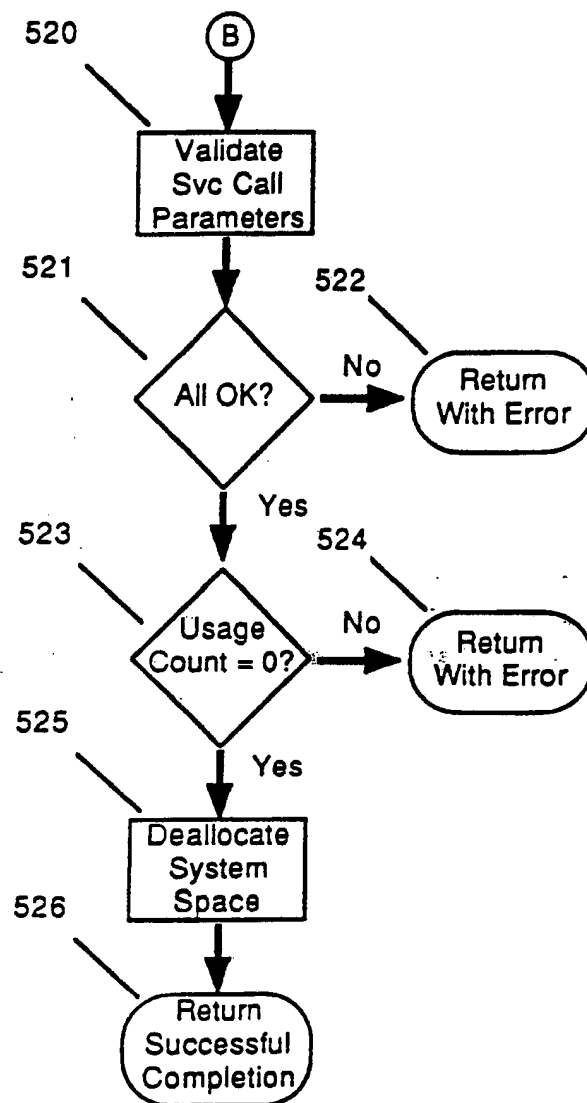 520
B
Validate
Svc Call
Parameters
521
522
All OK?
No
Return
With Error
Yes
523
524
Usage
Count = 0?
No
Return
With Error
525
Yes
Deallocate
System
Space
526
Return
Successful
Completion